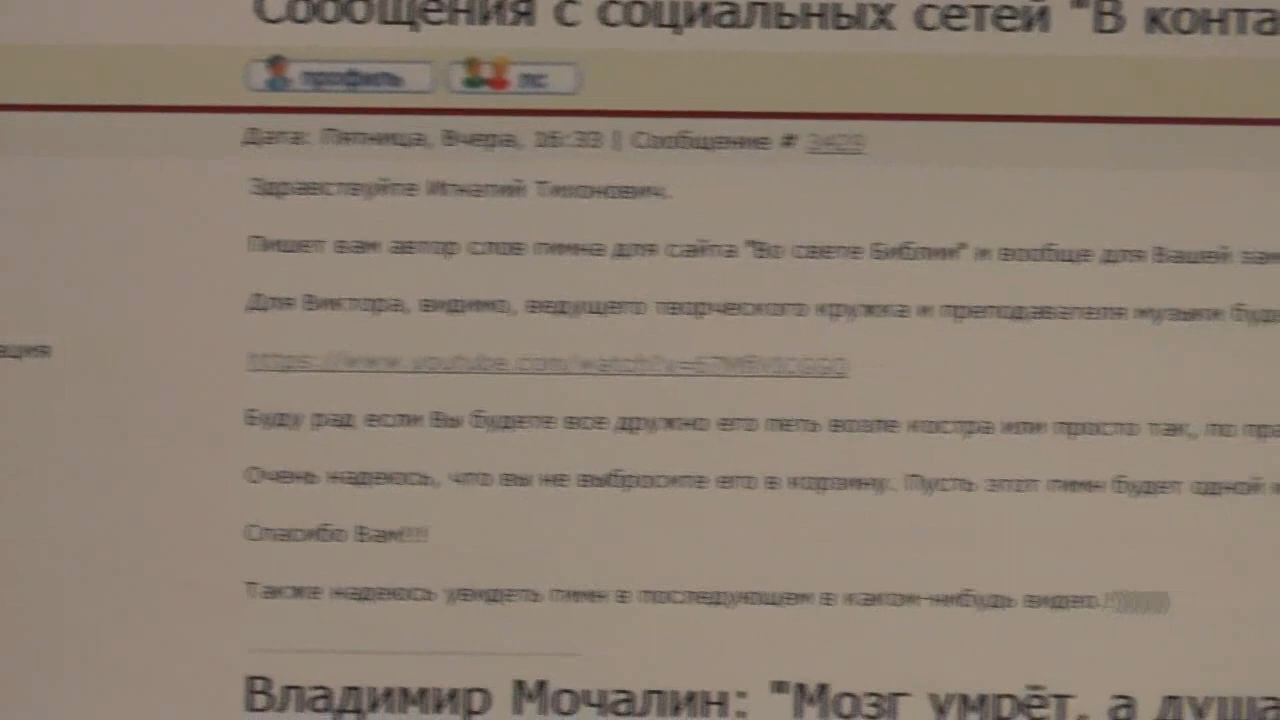 Сообщения с социальных сетей "В конта
профиль лс
Дата: Пятница, Вчера, 16:33 | Сообщение #
Здравствуйте Игнатий Тихонович.
Пишет вам автор слов гимна для сайта "Во свете Библии" и вообще для Вашей
Для Виктора, видимо, ведущего творческого кружка и преподавателя музыки
ация
Буду рад если Вы будете все дружно его петь возле костра или просто так,
Очень надеюсь, что вы не выбросите его в корзину. Пусть этот гимн будет одной
Спасибо Вам!!!
Также надеюсь увидеть гимн в последующем в каком-нибудь видео!
Владимир Мочалин: "Мозг умрёт, а душа